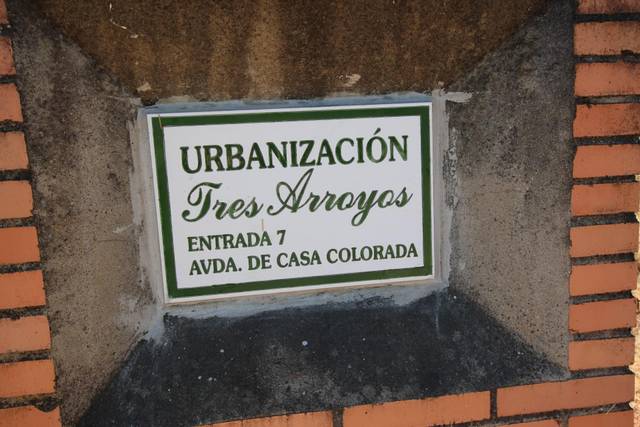 URBANIZACIÓN
Tres Arroyos
ENTRADA 7
AVDA. DE CASA COLORADA